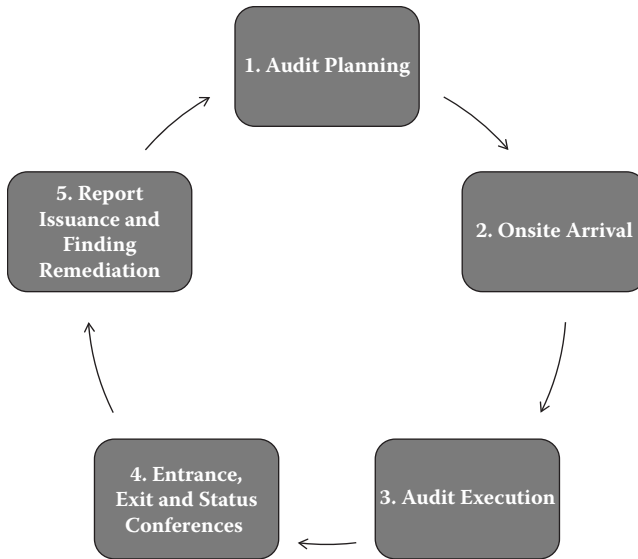 1. Audit Planning
2. Onsite Arrival
3. Audit Execution
4. Entrance,
Exit and Status
Conferences
5. Report
Issuance and
Finding
Remediation